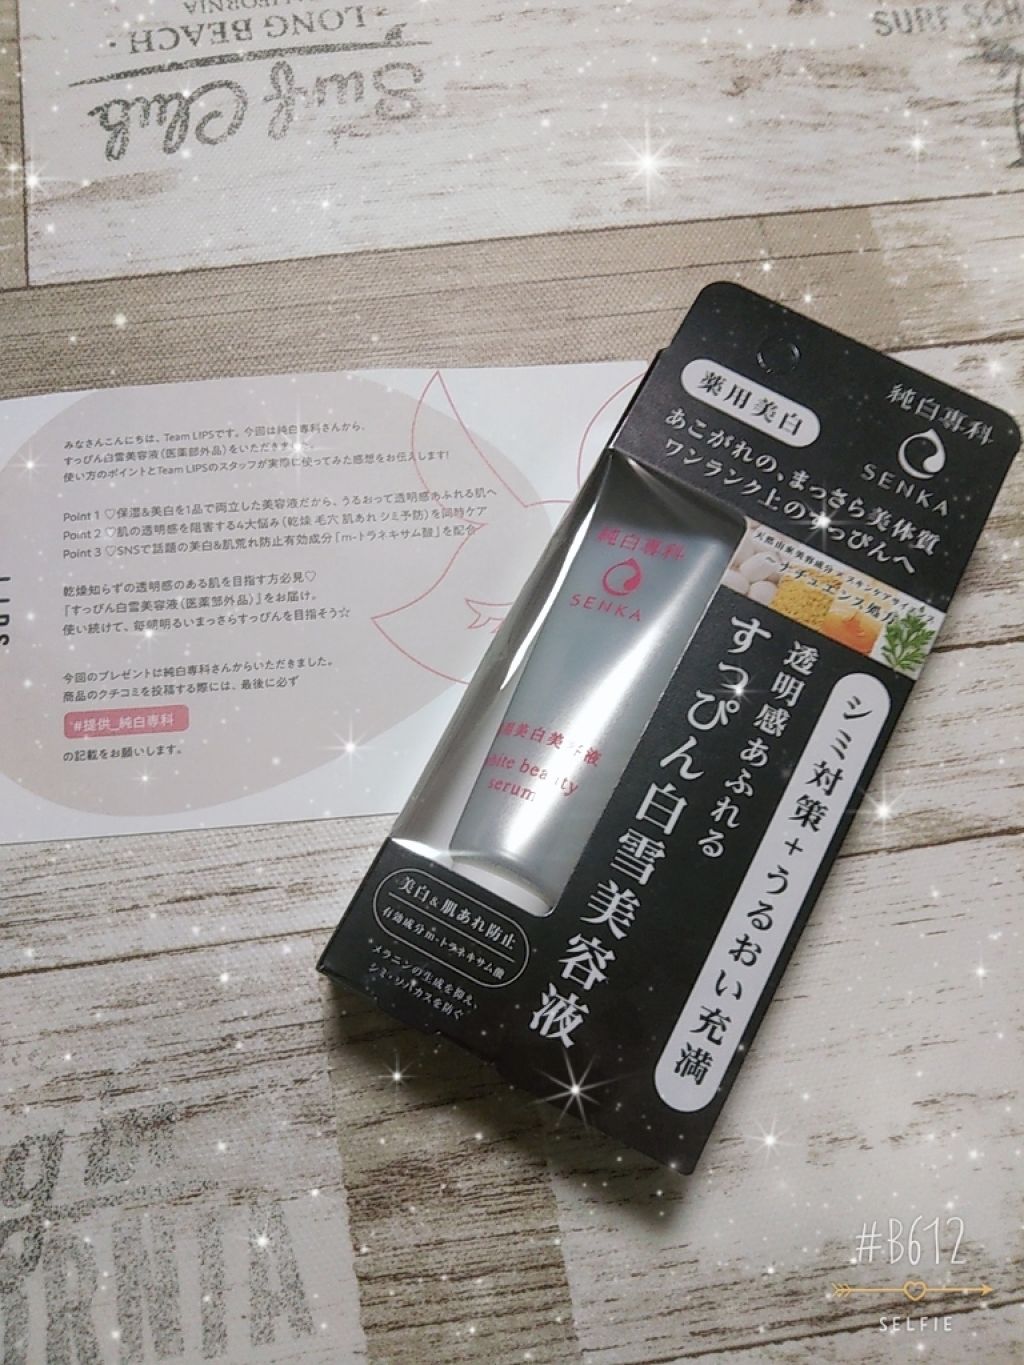 CALIFORNIA
LONG BEACH
Surf Club
SURF
みなさんこんにちは、Team LIPSです。今回は純白専科さんから、
すっぴん白雪美容液(医薬部外品)をいただきました。
使い方のポイントとTeam LIPSのスタッフが実際に使ってみた感想をお伝えします!
Point 1 ♡保湿&美白を1品で両立した美容液だから、うるおって透明感あふれる肌へ
Point 2 ♡肌の透明感を阻害する4大悩み(乾燥 毛穴 肌あれ シミ予防)を同時ケア
Point 3 ♡SNSで話題の美白&肌荒れ防止有効成分「m-トラネキサム酸」を配合
乾燥知らずの透明感のある肌を目指す方必見♡
『すっぴん白雪美容液(医薬部外品)』をお届け。
使い続けて、毎朝明るいまっさらすっぴんを目指そう☆
今回のプレゼントは純白専科さんからいただきました。
商品のクチコミを投稿する際には、最後に必ず
#提供_純白専科
の記載をお願いします。
LIPS
純白専科
SENKA
薬用美白
あこがれの、まっさら美体質
ワンランク上のすっぴんへ
天然由来美容成分×スキンケアサイエンス
〜ナチュエンス処方〜
透明感あふれる
すっぴん白雪美容液
シミ対策+うるおい充満
純白専科
SENKA
美白美容液
white beauty
serum
美白&肌あれ防止
有効成分 m-トラネキサム酸
メラニンの生成を抑え、
シミ・ソバカスを防ぐ
#B612
SELFIE